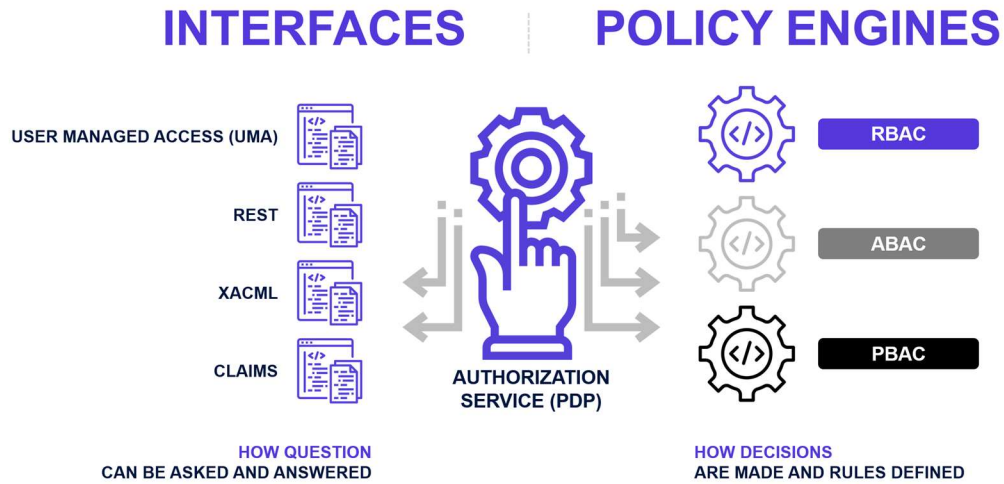 INTERFACES
POLICY ENGINES
USER MANAGED ACCESS (UMA)
</>
REST
</>
XACML
</>
CLAIMS
</>
AUTHORIZATION
SERVICE (PDP)
</>
RBAC
</>
ABAC
</>
PBAC
HOW QUESTION
CAN BE ASKED AND ANSWERED
HOW DECISIONS
ARE MADE AND RULES DEFINED